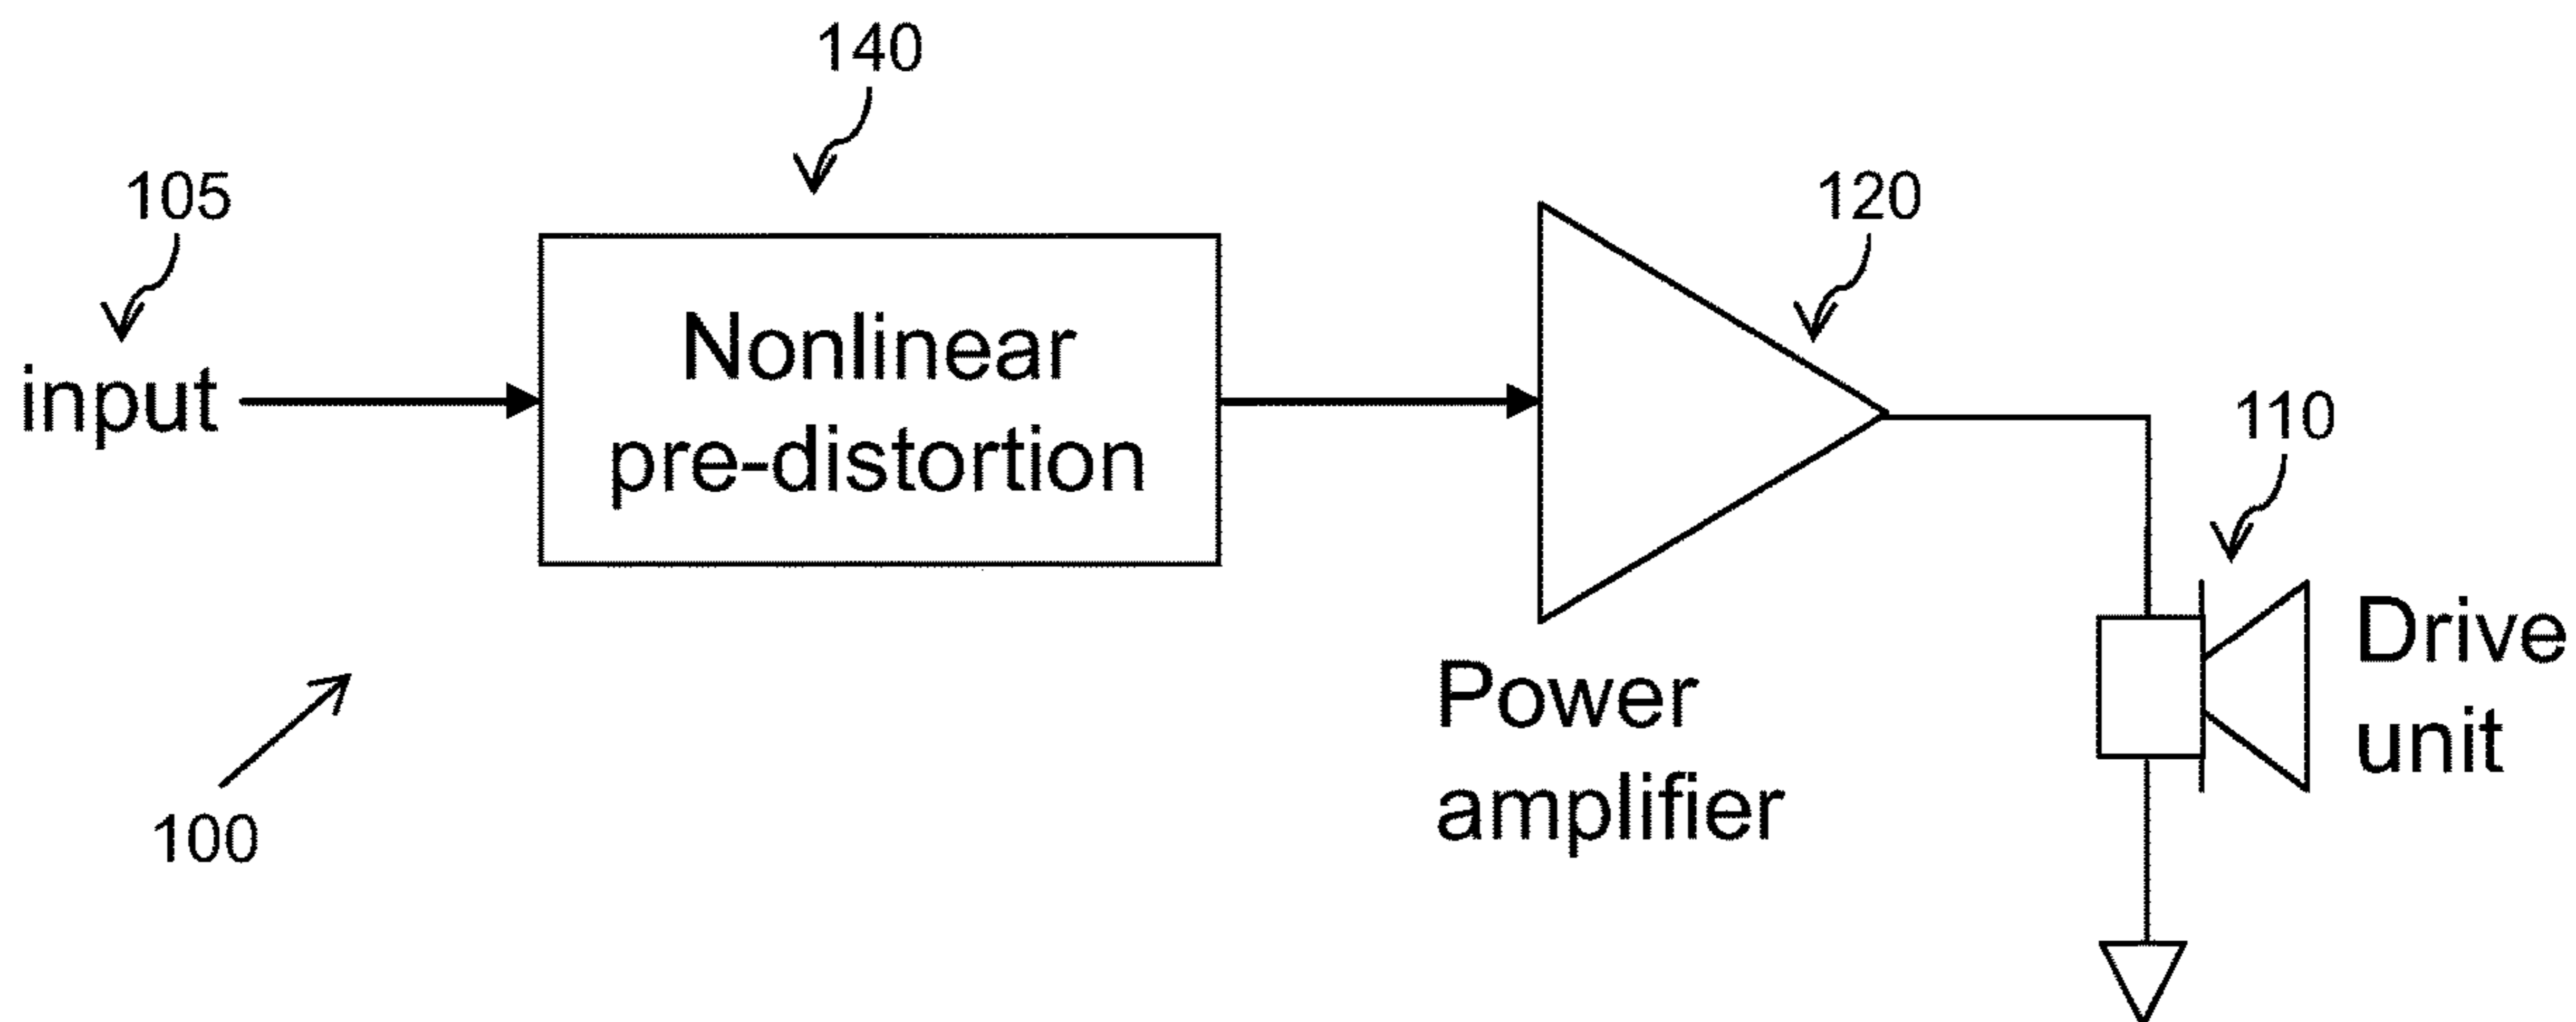 140
105
120
input
Nonlinear
pre-distortion
110
Power
amplifier
Drive
unit
100